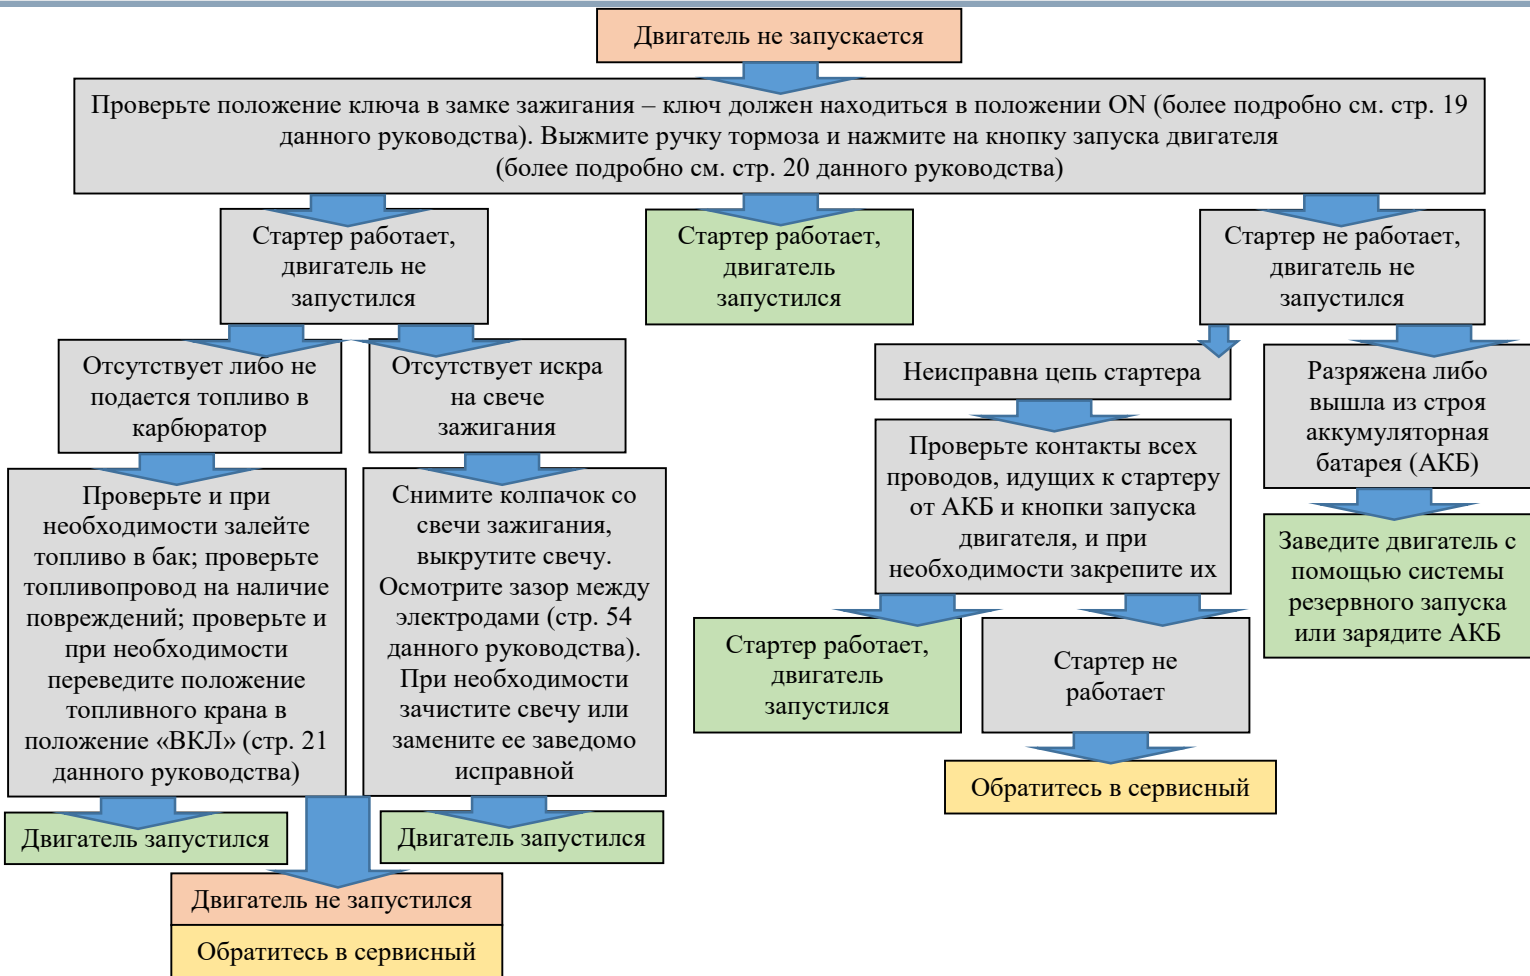 Двигатель не запускается
Проверьте положение ключа в замке зажигания – ключ должен находиться в положении ON (более подробно см. стр. 19
данного руководства). Выжмите ручку тормоза и нажмите на кнопку запуска двигателя
(более подробно см. стр. 20 данного руководства)
Стартер работает,
двигатель не
запустился
Стартер работает,
двигатель
запустился
Стартер не работает,
двигатель не
запустился
Отсутствует либо не
подается топливо в
карбюратор
Отсутствует искра
на свече
зажигания
Неисправна цепь стартера
Разряжена либо
вышла из строя
аккумуляторная
батарея (АКБ)
Проверьте и при
необходимости залейте
топливо в бак; проверьте
топливопровод на наличие
повреждений; проверьте и
при необходимости
переведите положение
топливного крана в
положение «ВКЛ» (стр. 21
данного руководства)
Снимите колпачок со
свечи зажигания,
выкрутите свечу.
Осмотрите зазор между
электродами (стр. 54
данного руководства).
При необходимости
зачистите свечу или
замените ее заведомо
исправной
Проверьте контакты всех
проводов, идущих к стартеру
от АКБ и кнопки запуска
двигателя, и при
необходимости закрепите их
Заведите двигатель с
помощью системы
резервного запуска
или зарядите АКБ
Стартер работает,
двигатель
запустился
Стартер не
работает
Обратитесь в сервисный
Двигатель запустился
Двигатель запустился
Двигатель не запустился
Обратитесь в сервисный